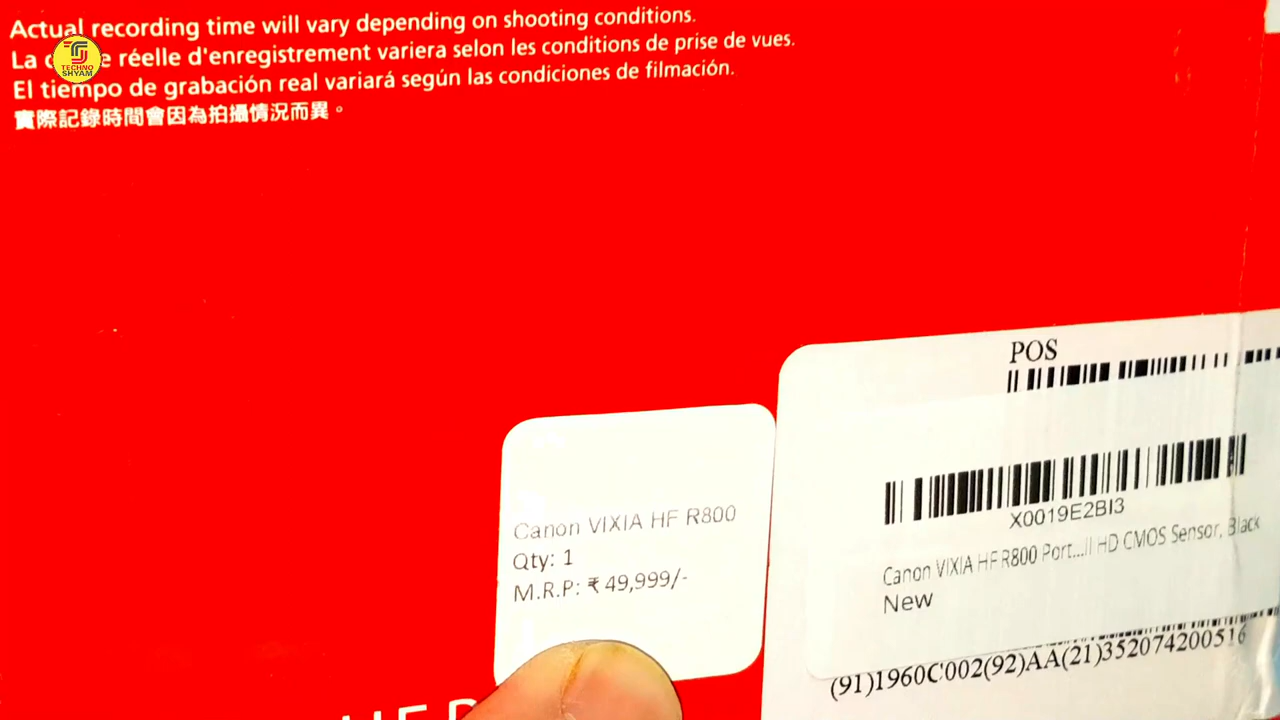 Actual recording time will vary depending on shooting conditions.
La réelle d'enregistrement variera selon les conditions de prise de vues.
El tiempo de grabación real variará según las condiciones de filmación.
實際記錄時間會因為拍攝情況而異。
TECHNO
SHYAM
POS
X0019E2BI3
Canon VIXIA HF R800 Port...ll HD CMOS Sensor, Black
New
(91)1960C002(92)AA(21)352074200516
Canon VIXIA HF R800
Qty: 1
M.R.P: ₹ 49,999/-